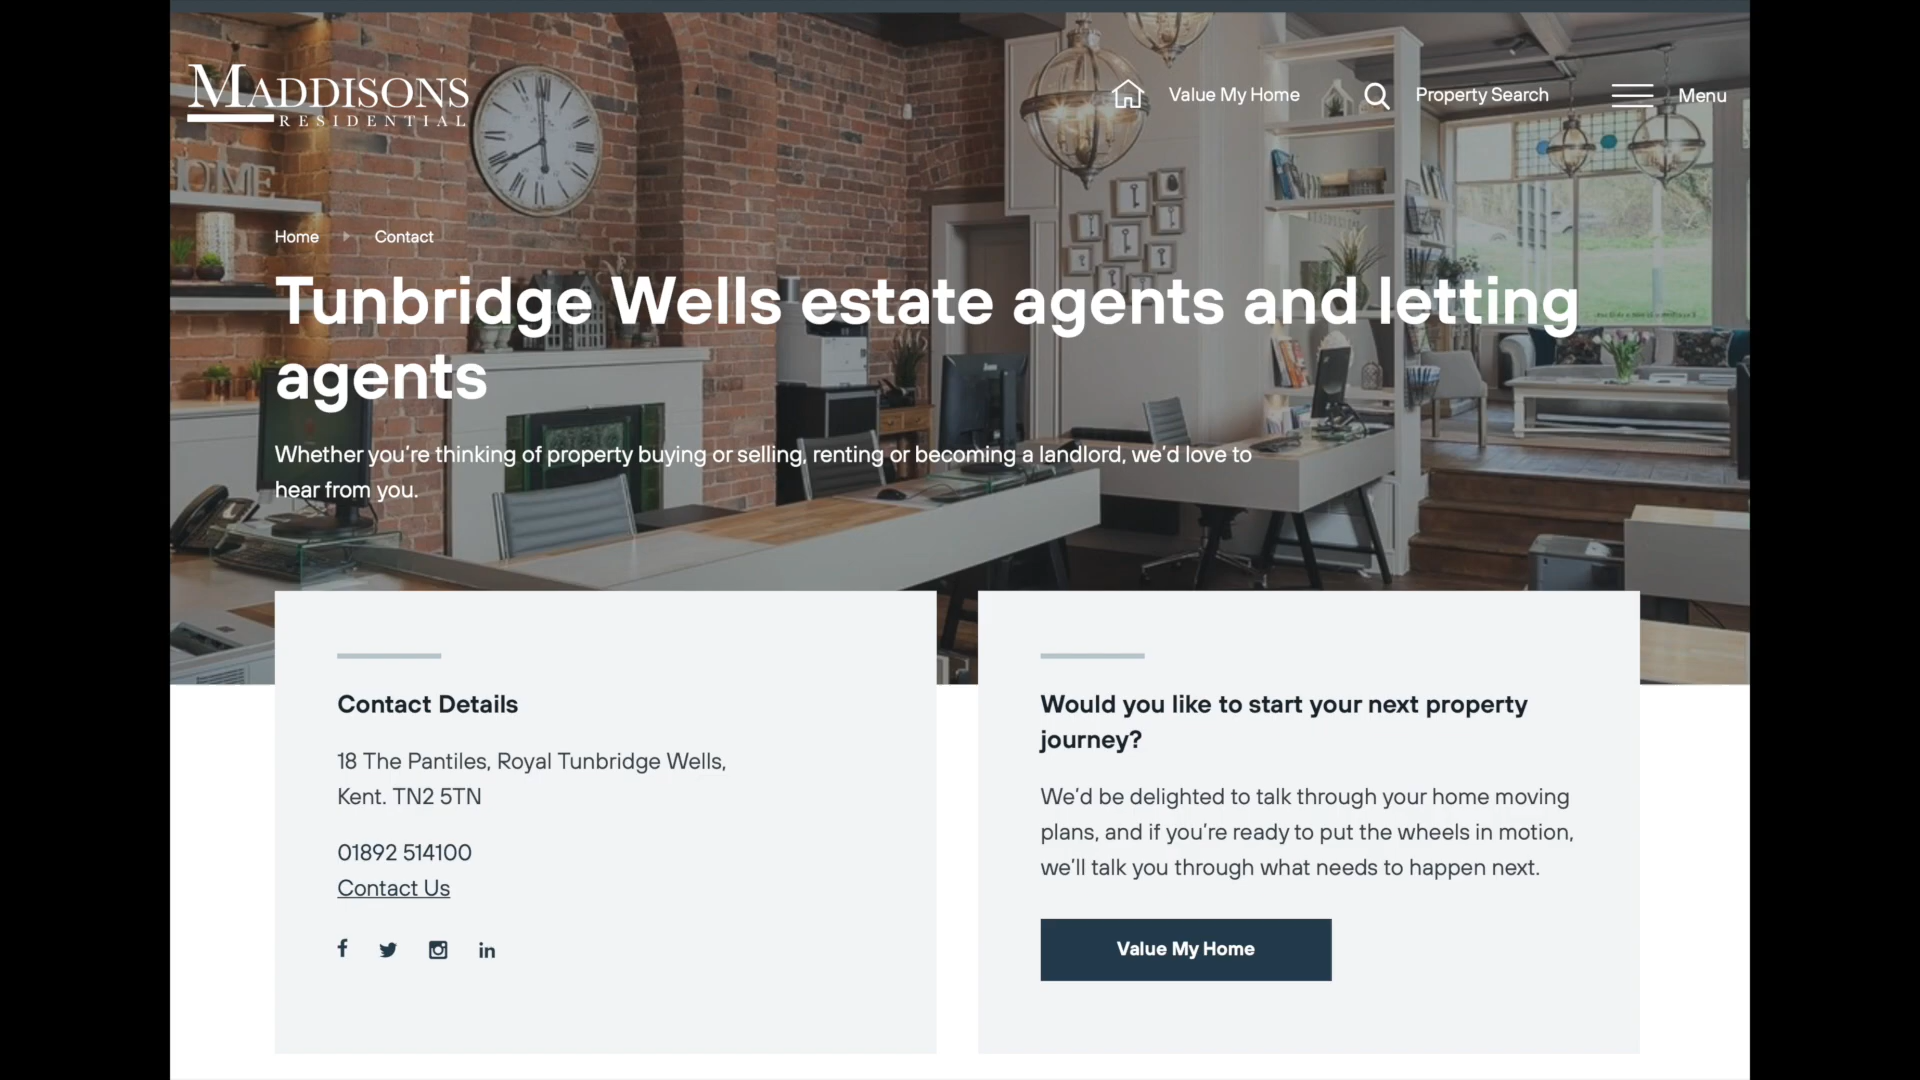 MADDISONS
RESIDENTIAL
Value My Home
Property Search
Menu
HOME
Home
Contact
Tunbridge Wells estate agents and letting
agents
Whether you’re thinking of property buying or selling, renting or becoming a landlord, we’d love to
hear from you.
Contact Details
18 The Pantiles, Royal Tunbridge Wells,
Kent. TN2 5TN
01892 514100
Contact Us
Would you like to start your next property
journey?
We’d be delighted to talk through your home moving
plans, and if you’re ready to put the wheels in motion,
we’ll talk you through what needs to happen next.
Value My Home